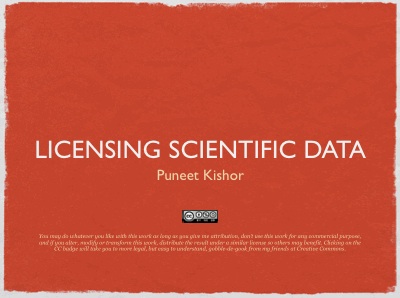 LICENSING SCIENTIFIC DATA
Puneet Kishor
You may do whatever you like with this work as long as you give me attribution, don't use this work for any commercial purpose,
and if you alter, modify or transform this work, distribute the result under a similar license so others may benefit. Clicking on the
CC badge will take you to more legal, but easy to understand, gobble-de-gook from my friends at Creative Commons.